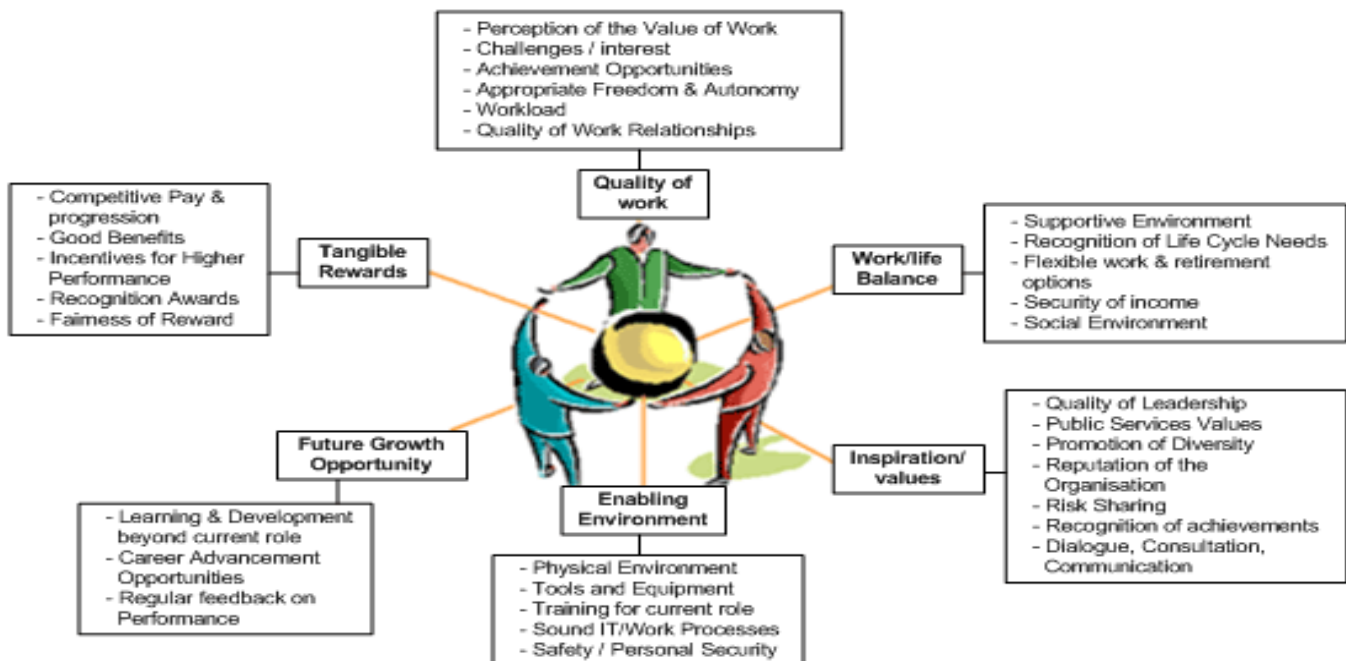 - Perception of the Value of Work
- Challenges / interest
- Achievement Opportunities
- Appropriate Freedom & Autonomy
- Workload
- Quality of Work Relationships
Quality of
work
- Competitive Pay &
progression
- Good Benefits
- Incentives for Higher
Performance
- Recognition Awards
- Fairness of Reward
Tangible
Rewards
Work/life
Balance
- Supportive Environment
- Recognition of Life Cycle Needs
- Flexible work & retirement
options
- Security of income
- Social Environment
Future Growth
Opportunity
- Learning & Development
beyond current role
- Career Advancement
Opportunities
- Regular feedback on
Performance
Enabling
Environment
- Physical Environment
- Tools and Equipment
- Training for current role
- Sound IT/Work Processes
- Safety / Personal Security
Inspiration/
values
- Quality of Leadership
- Public Services Values
- Promotion of Diversity
- Reputation of the
Organisation
- Risk Sharing
- Recognition of achievements
- Dialogue, Consultation,
Communication